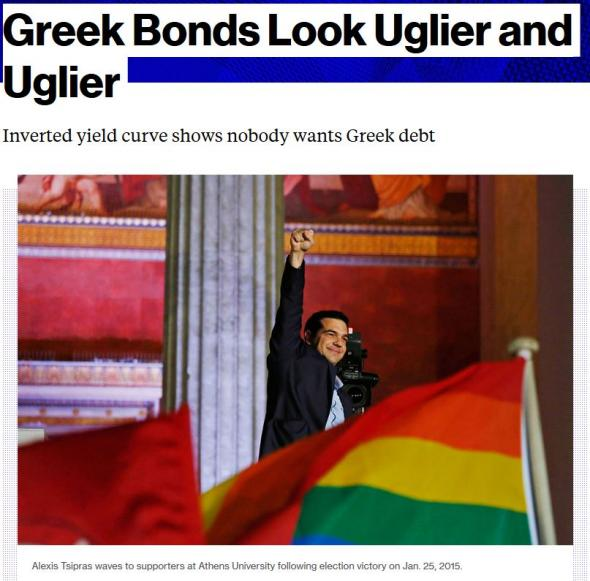 Greek Bonds Look Uglier and
Uglier
Inverted yield curve shows nobody wants Greek debt
Alexis Tsipras waves to supporters at Athens University following election victory on Jan. 25, 2015.